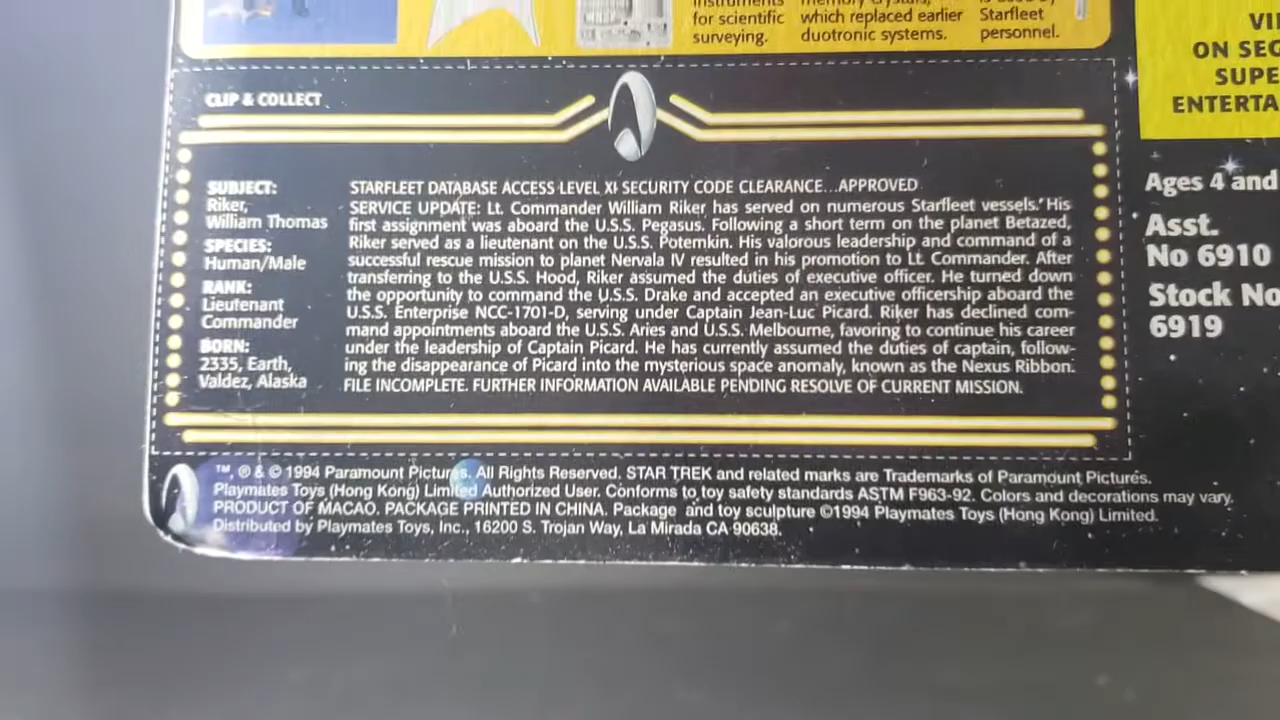 for scientific
surveying.
which replaced earlier
duotronic systems.
Starfleet
personnel.
ON SEC
SUPE
ENTERTA
CLIP & COLLECT
SUBJECT:
Riker,
William Thomas
SPECIES:
Human/Male
RANK:
Lieutenant
Commander
BORN:
2335, Earth,
Valdez, Alaska
STARFLEET DATABASE ACCESS LEVEL XI SECURITY CODE CLEARANCE...APPROVED
SERVICE UPDATE: Lt. Commander William Riker has served on numerous Starfleet vessels. His
first assignment was aboard the U.S.S. Pegasus. Following a short term on the planet Betazed,
Riker served as a lieutenant on the U.S.S. Potemkin. His valorous leadership and command of a
successful rescue mission to planet Nervala IV resulted in his promotion to Lt. Commander. After
transferring to the U.S.S. Hood, Riker assumed the duties of executive officer. He turned down
the opportunity to command the U.S.S. Drake and accepted an executive officership aboard the
U.S.S. Enterprise NCC-1701-D, serving under Captain Jean-Luc Picard. Riker has declined com-
mand appointments aboard the U.S.S. Aries and U.S.S. Melbourne, favoring to continue his career
under the leadership of Captain Picard. He has currently assumed the duties of captain, follow-
ing the disappearance of Picard into the mysterious space anomaly, known as the Nexus Ribbon.
FILE INCOMPLETE. FURTHER INFORMATION AVAILABLE PENDING RESOLVE OF CURRENT MISSION.
Ages 4 and
Asst.
No 6910
Stock No
6919
™, ® & © 1994 Paramount Pictures. All Rights Reserved. STAR TREK and related marks are Trademarks of Paramount Pictures.
Playmates Toys (Hong Kong) Limited Authorized User. Conforms to toy safety standards ASTM F963-92. Colors and decorations may vary.
PRODUCT OF MACAO. PACKAGE PRINTED IN CHINA. Package and toy sculpture ©1994 Playmates Toys (Hong Kong) Limited.
Distributed by Playmates Toys, Inc., 16200 S. Trojan Way, La Mirada CA 90638.